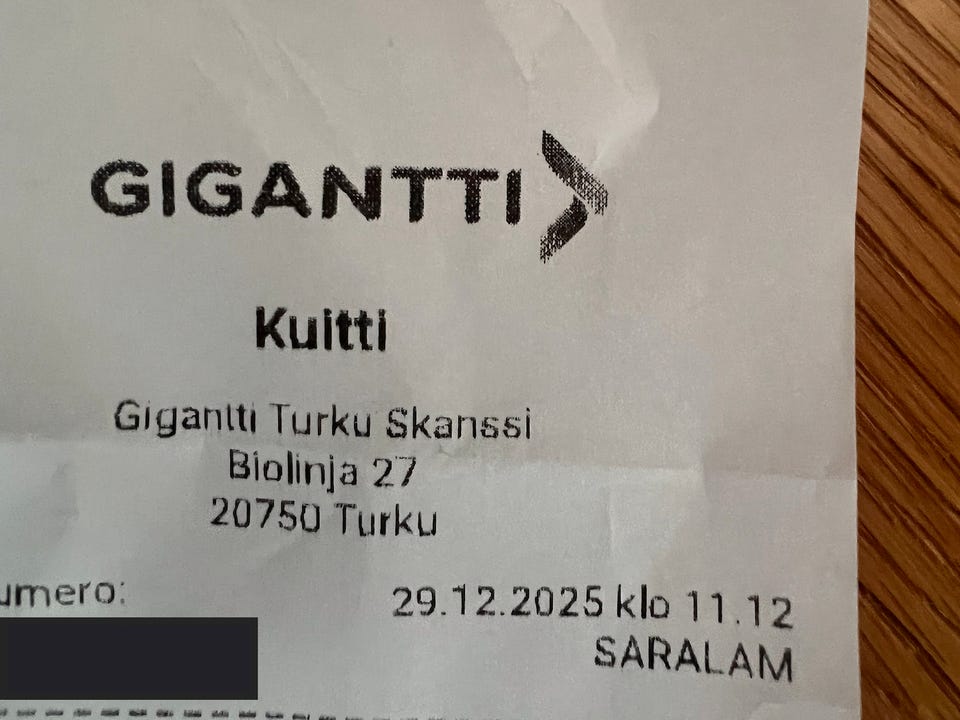 GIGANTTI
Kuitti
Gigantti Turku Skanssi
Biolinja 27
20750 Turku
umero: 29.12.2025 klo 11.12
SARALAM